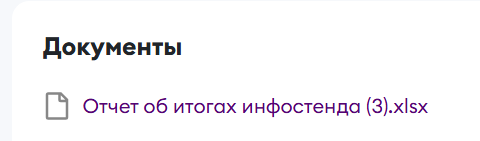 Документы
Отчет об итогах инфостенда (3).xlsx